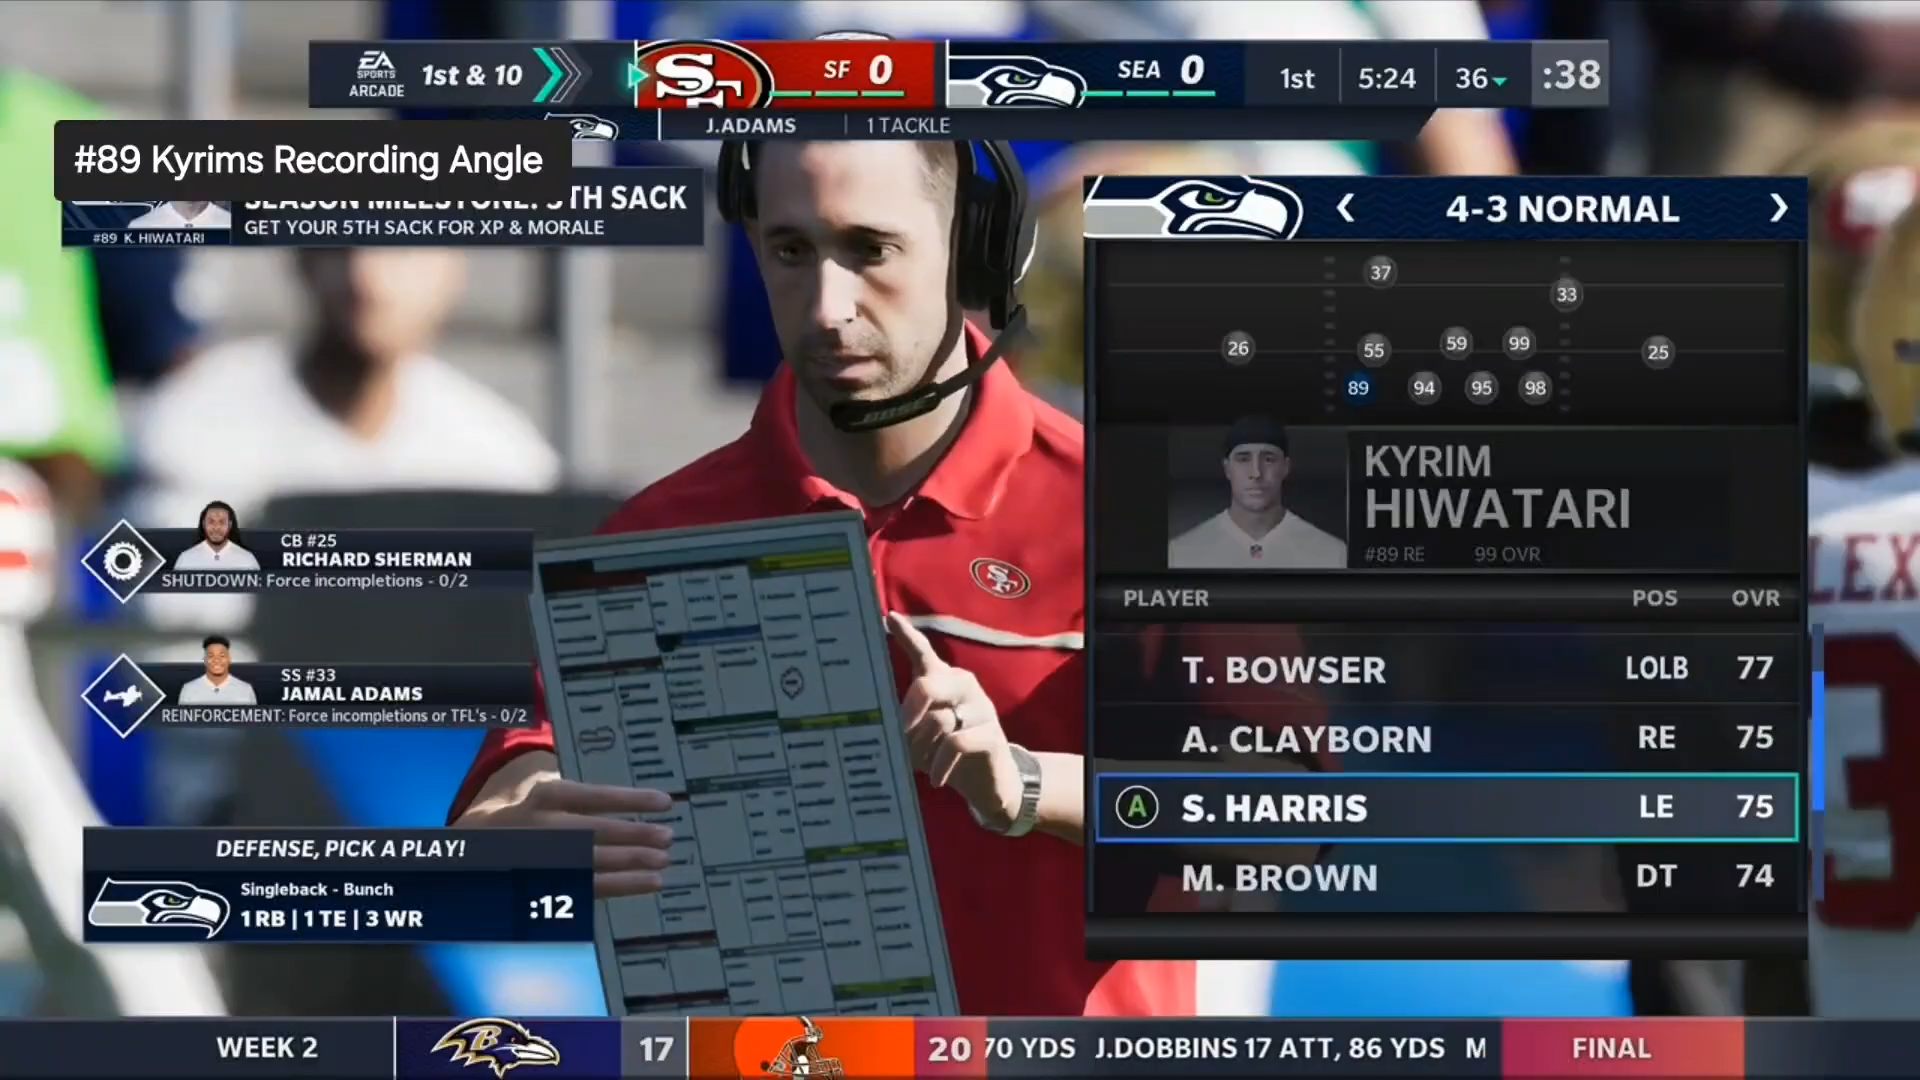 EA SPORTS ARCADE
1st & 10
SF 0
SEA 0
1st
5:24
36
:38
J.ADAMS 1 TACKLE
#89 Kyrims Recording Angle
TH SACK
GET YOUR 5TH SACK FOR XP & MORALE
#89 K. HIWATARI
4-3 NORMAL
37
33
26
55
59
99
25
89
94
95
98
KYRIM
HIWATARI
#89 RE 99 OVR
PLAYER POS OVR
T. BOWSER LOLB 77
A. CLAYBORN RE 75
A S. HARRIS LE 75
M. BROWN DT 74
CB #25
RICHARD SHERMAN
SHUTDOWN: Force incompletions - 0/2
SS #33
JAMAL ADAMS
REINFORCEMENT: Force incompletions or TFL's - 0/2
BOSE
SF
LEX
3
DEFENSE, PICK A PLAY!
Singleback - Bunch
1 RB | 1 TE | 3 WR
:12
WEEK 2
17
20
70 YDS J.DOBBINS 17 ATT, 86 YDS M
FINAL